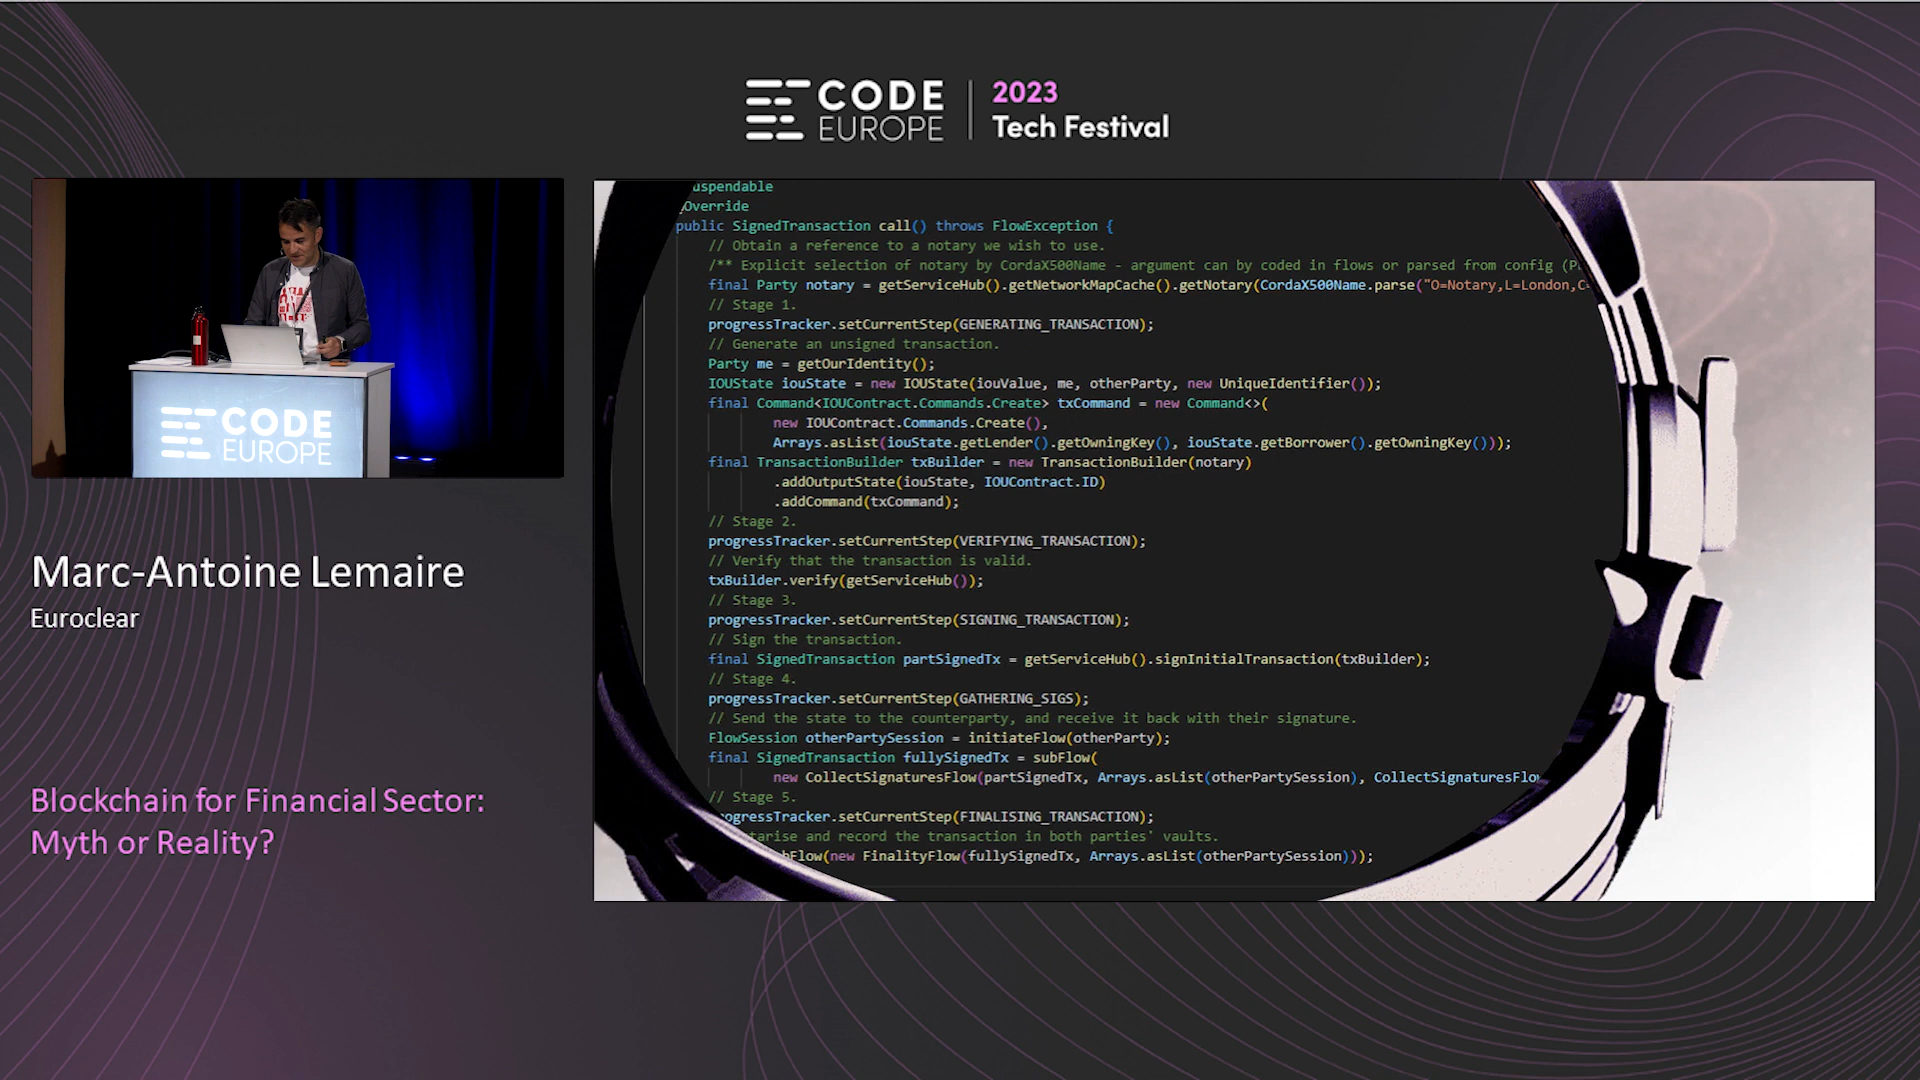 CODE
EUROPE
2023
Tech Festival
CODE
EUROPE
Marc-Antoine Lemaire
Euroclear
Blockchain for Financial Sector:
Myth or Reality?
uspendable
Override
public SignedTransaction call() throws FlowException {
// Obtain a reference to a notary we wish to use.
/** Explicit selection of notary by CordaX500Name - argument can by coded in flows or parsed from config (P
final Party notary = getServiceHub().getNetworkMapCache().getNotary(CordaX500Name.parse("O=Notary,L=London,C=
// Stage 1.
progressTracker.setCurrentStep(GENERATING_TRANSACTION);
// Generate an unsigned transaction.
Party me = getOurIdentity();
IOUState iouState = new IOUState(iouValue, me, otherParty, new UniqueIdentifier());
final Command<IOUContract.Commands.Create> txCommand = new Command<>(
new IOUContract.Commands.Create(),
Arrays.asList(iouState.getLender().getOwningKey(), iouState.getBorrower().getOwningKey()));
final TransactionBuilder txBuilder = new TransactionBuilder(notary)
.addOutputState(iouState, IOUContract.ID)
.addCommand(txCommand);
// Stage 2.
progressTracker.setCurrentStep(VERIFYING_TRANSACTION);
// Verify that the transaction is valid.
txBuilder.verify(getServiceHub());
// Stage 3.
progressTracker.setCurrentStep(SIGNING_TRANSACTION);
// Sign the transaction.
final SignedTransaction partSignedTx = getServiceHub().signInitialTransaction(txBuilder);
// Stage 4.
progressTracker.setCurrentStep(GATHERING_SIGS);
// Send the state to the counterparty, and receive it back with their signature.
FlowSession otherPartySession = initiateFlow(otherParty);
final SignedTransaction fullySignedTx = subFlow(
new CollectSignaturesFlow(partSignedTx, Arrays.asList(otherPartySession), CollectSignaturesFlow
// Stage 5.
ogressTracker.setCurrentStep(FINALISING_TRANSACTION);
tarise and record the transaction in both parties' vaults.
bFlow(new FinalityFlow(fullySignedTx, Arrays.asList(otherPartySession)));